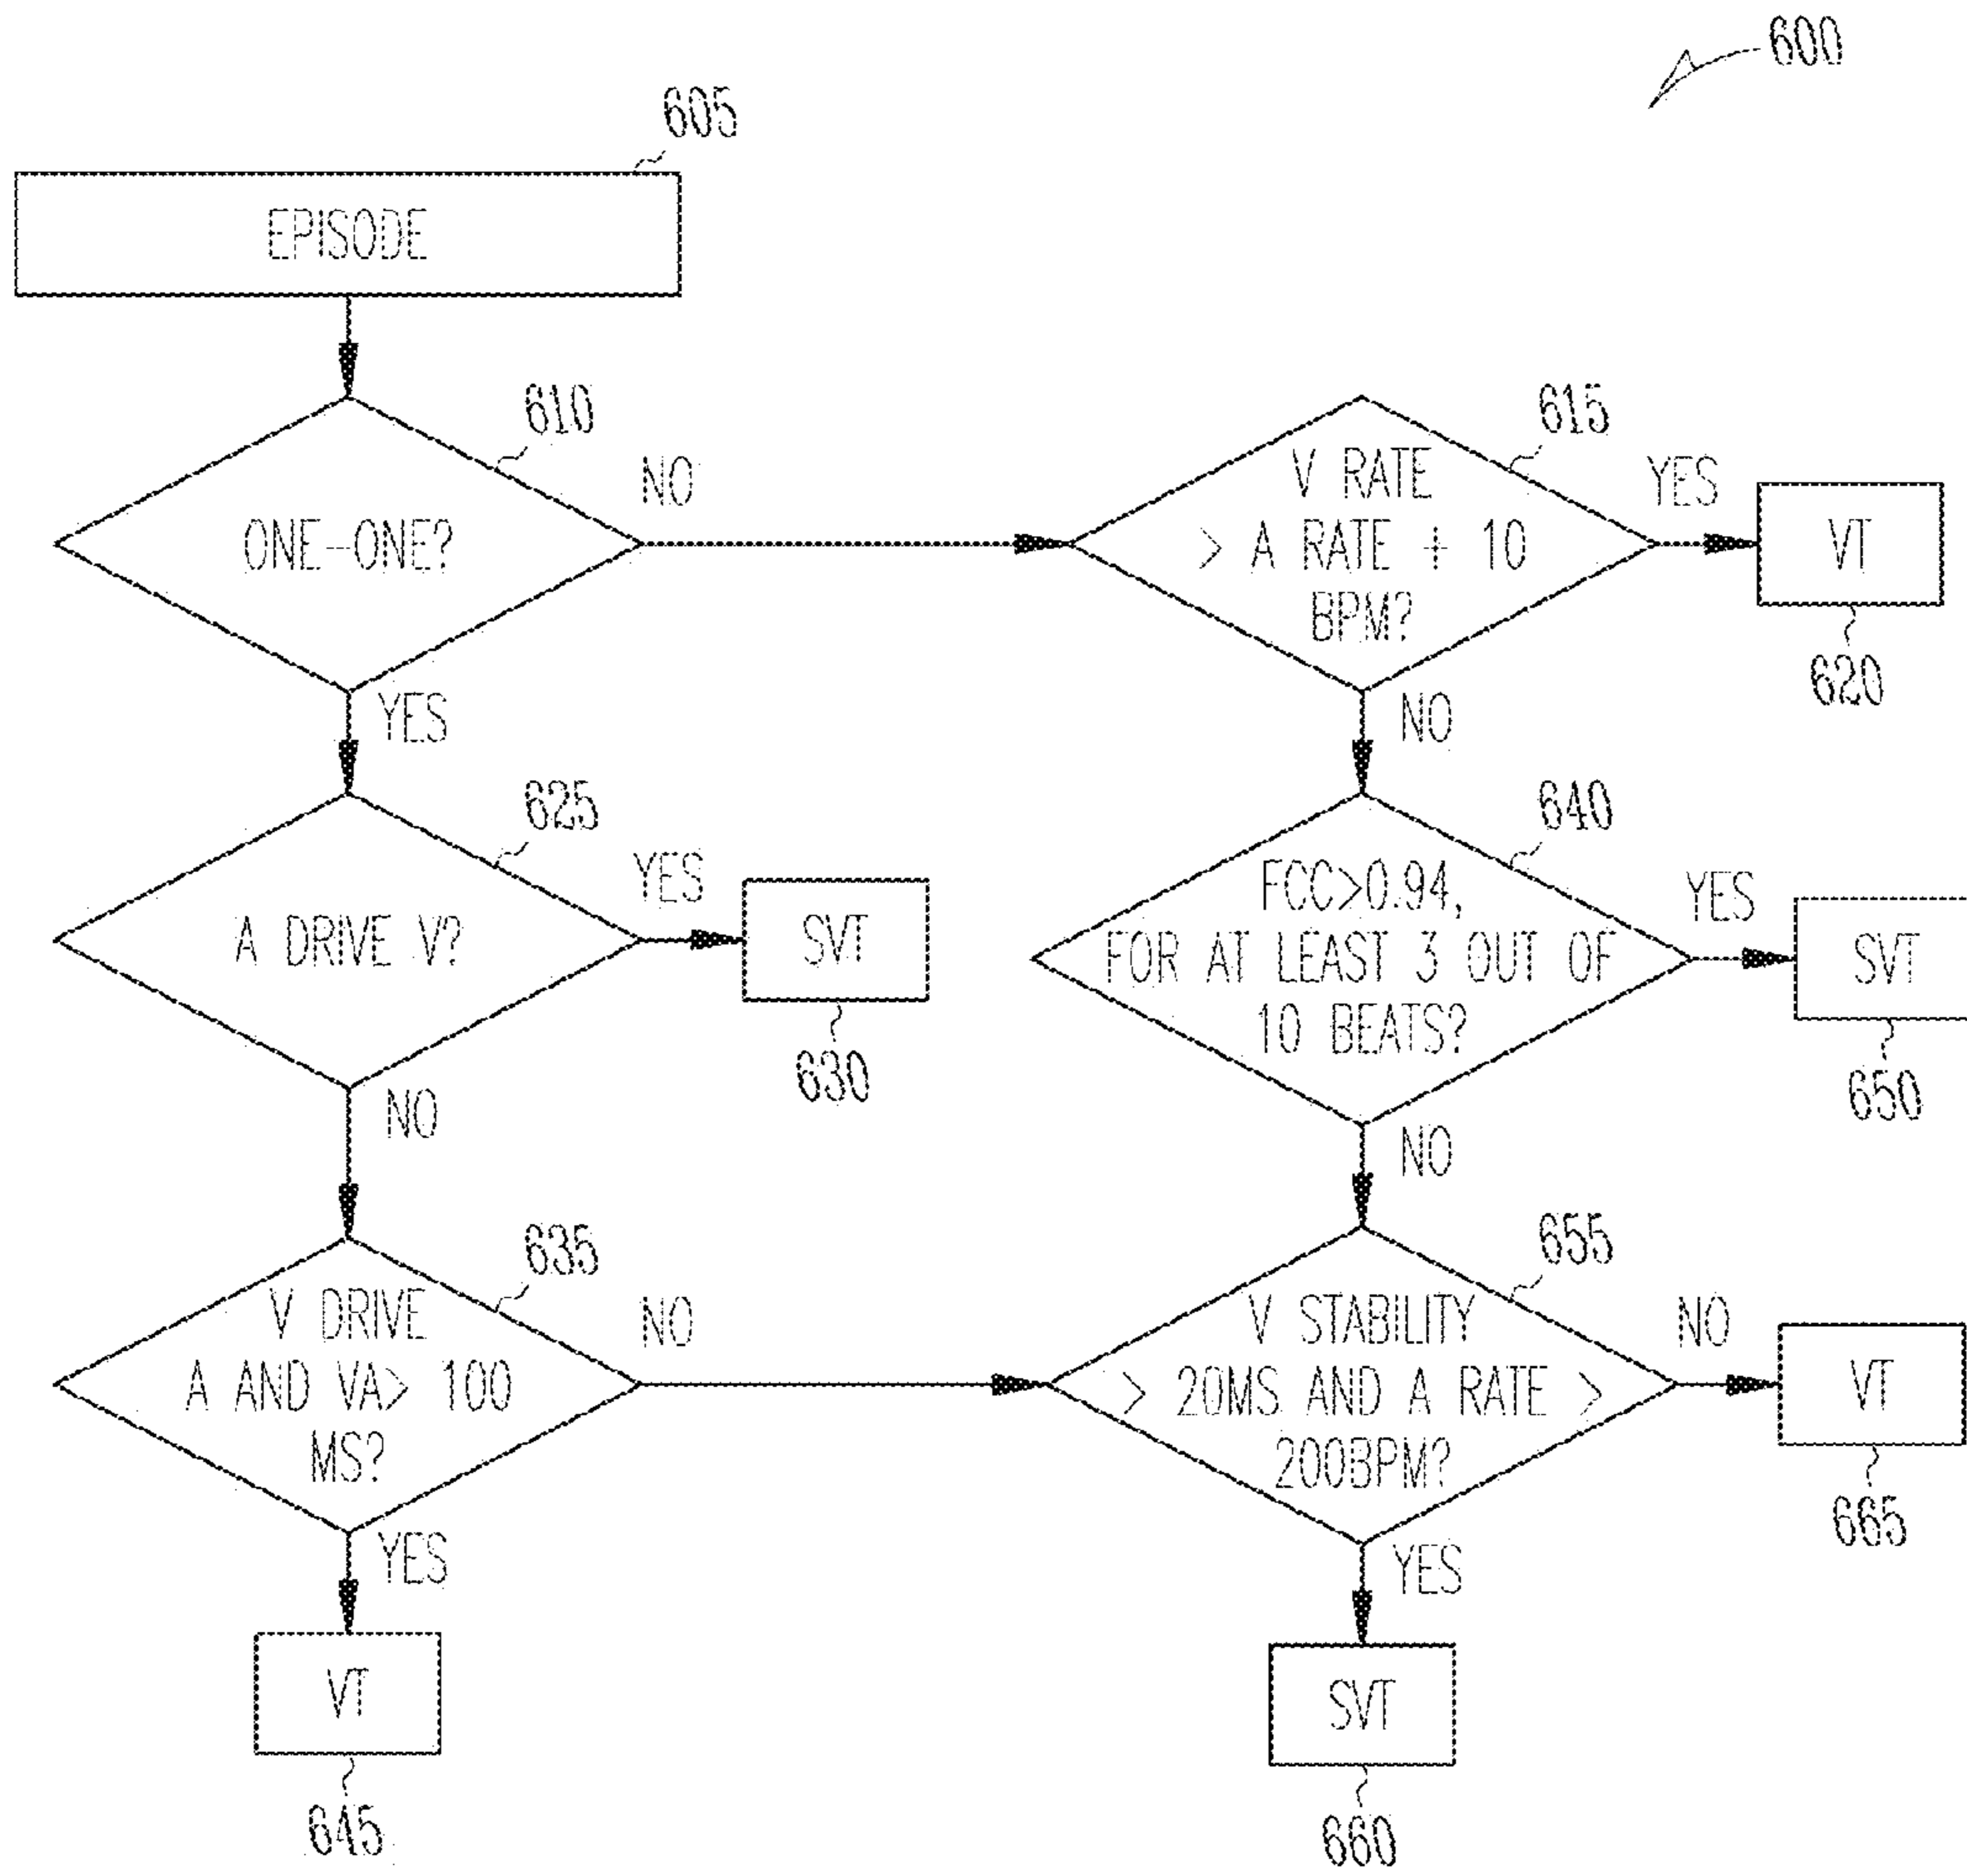 600
605
EPISODE
610
ONE-ONE?
NO
615
V RATE
> A RATE + 10
BPM?
YES
VT
620
YES
NO
625
A DRIVE V?
YES
SVT
630
640
FCC>0.94,
FOR AT LEAST 3 OUT OF
10 BEATS?
YES
SVT
650
NO
NO
635
V DRIVE
A AND VA> 100
MS?
NO
655
V STABILITY
> 20MS AND A RATE >
200BPM?
NO
VT
665
YES
YES
VT
645
SVT
660